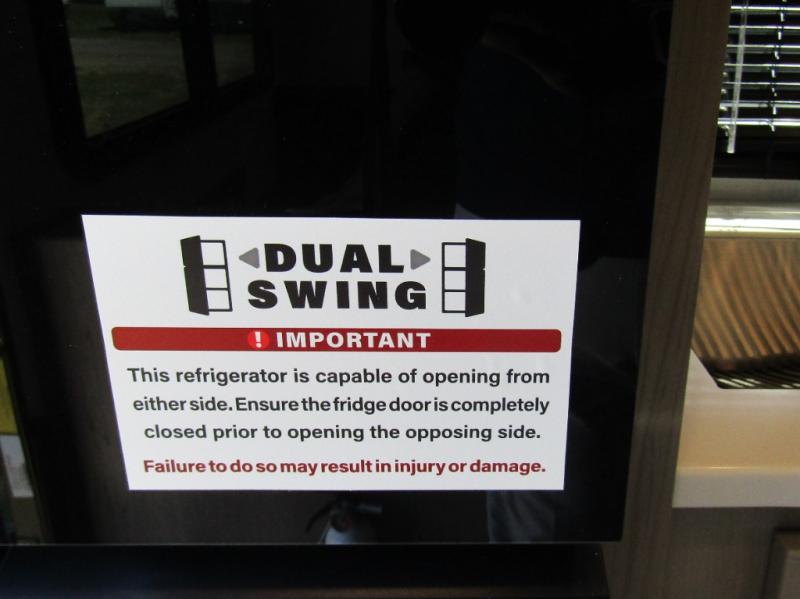 DUAL
SWING
! IMPORTANT
This refrigerator is capable of opening from
either side. Ensure the fridge door is completely
closed prior to opening the opposing side.
Failure to do so may result in injury or damage.